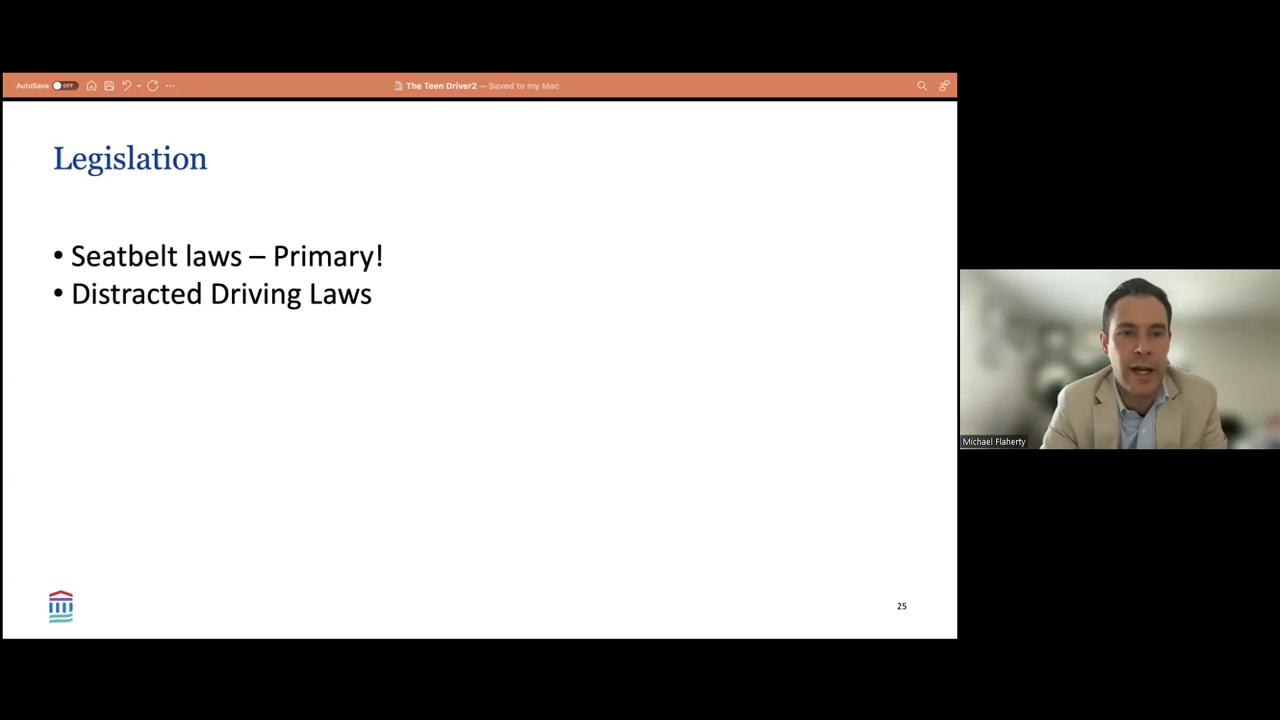 AutoSave OFF
The Teen Driver2 — Saved to my Mac
Legislation
• Seatbelt laws – Primary!
• Distracted Driving Laws
25
Michael Flaherty